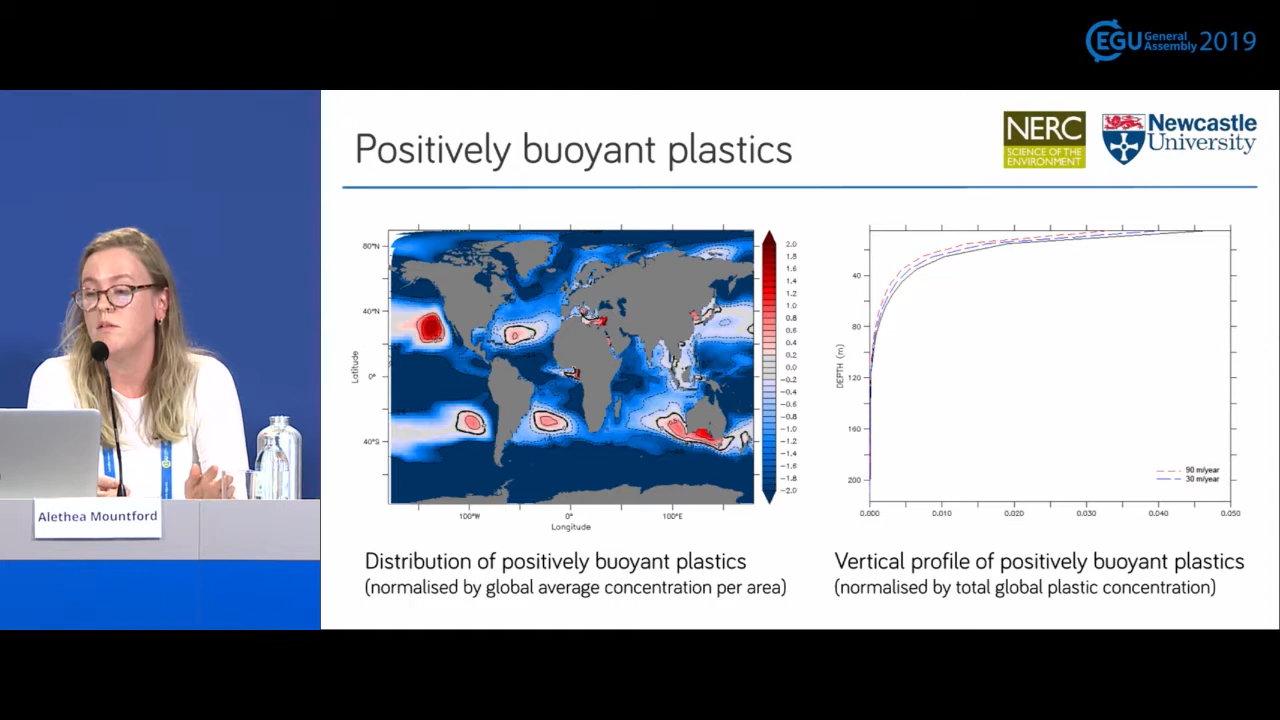 EGU General
Assembly 2019
Positively buoyant plastics
NERC
SCIENCE OF THE
ENVIRONMENT
Newcastle
University
80°N
40°N
0°
40°S
Latitude
100°W
0°
100°E
Longitude
2.0
1.8
1.6
1.4
1.2
1.0
0.8
0.6
0.4
0.2
0.0
−0.2
−0.4
−0.6
−0.8
−1.0
−1.2
−1.4
−1.6
−1.8
−2.0
40
80
120
160
200
DEPTH (m)
90 m/year
30 m/year
0.000
0.010
0.020
0.030
0.040
0.050
Distribution of positively buoyant plastics
(normalised by global average concentration per area)
Vertical profile of positively buoyant plastics
(normalised by total global plastic concentration)
Alethea Mountford